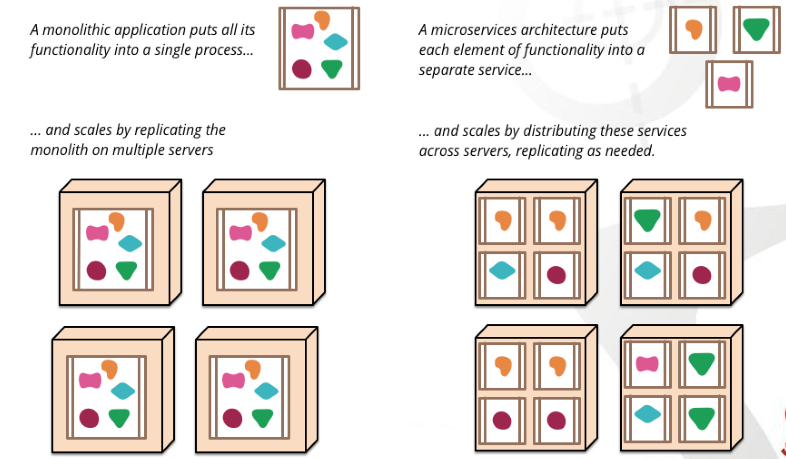 A monolithic application puts all its
functionality into a single process...
A microservices architecture puts
each element of functionality into a
separate service...
... and scales by replicating the
monolith on multiple servers
... and scales by distributing these services
across servers, replicating as needed.